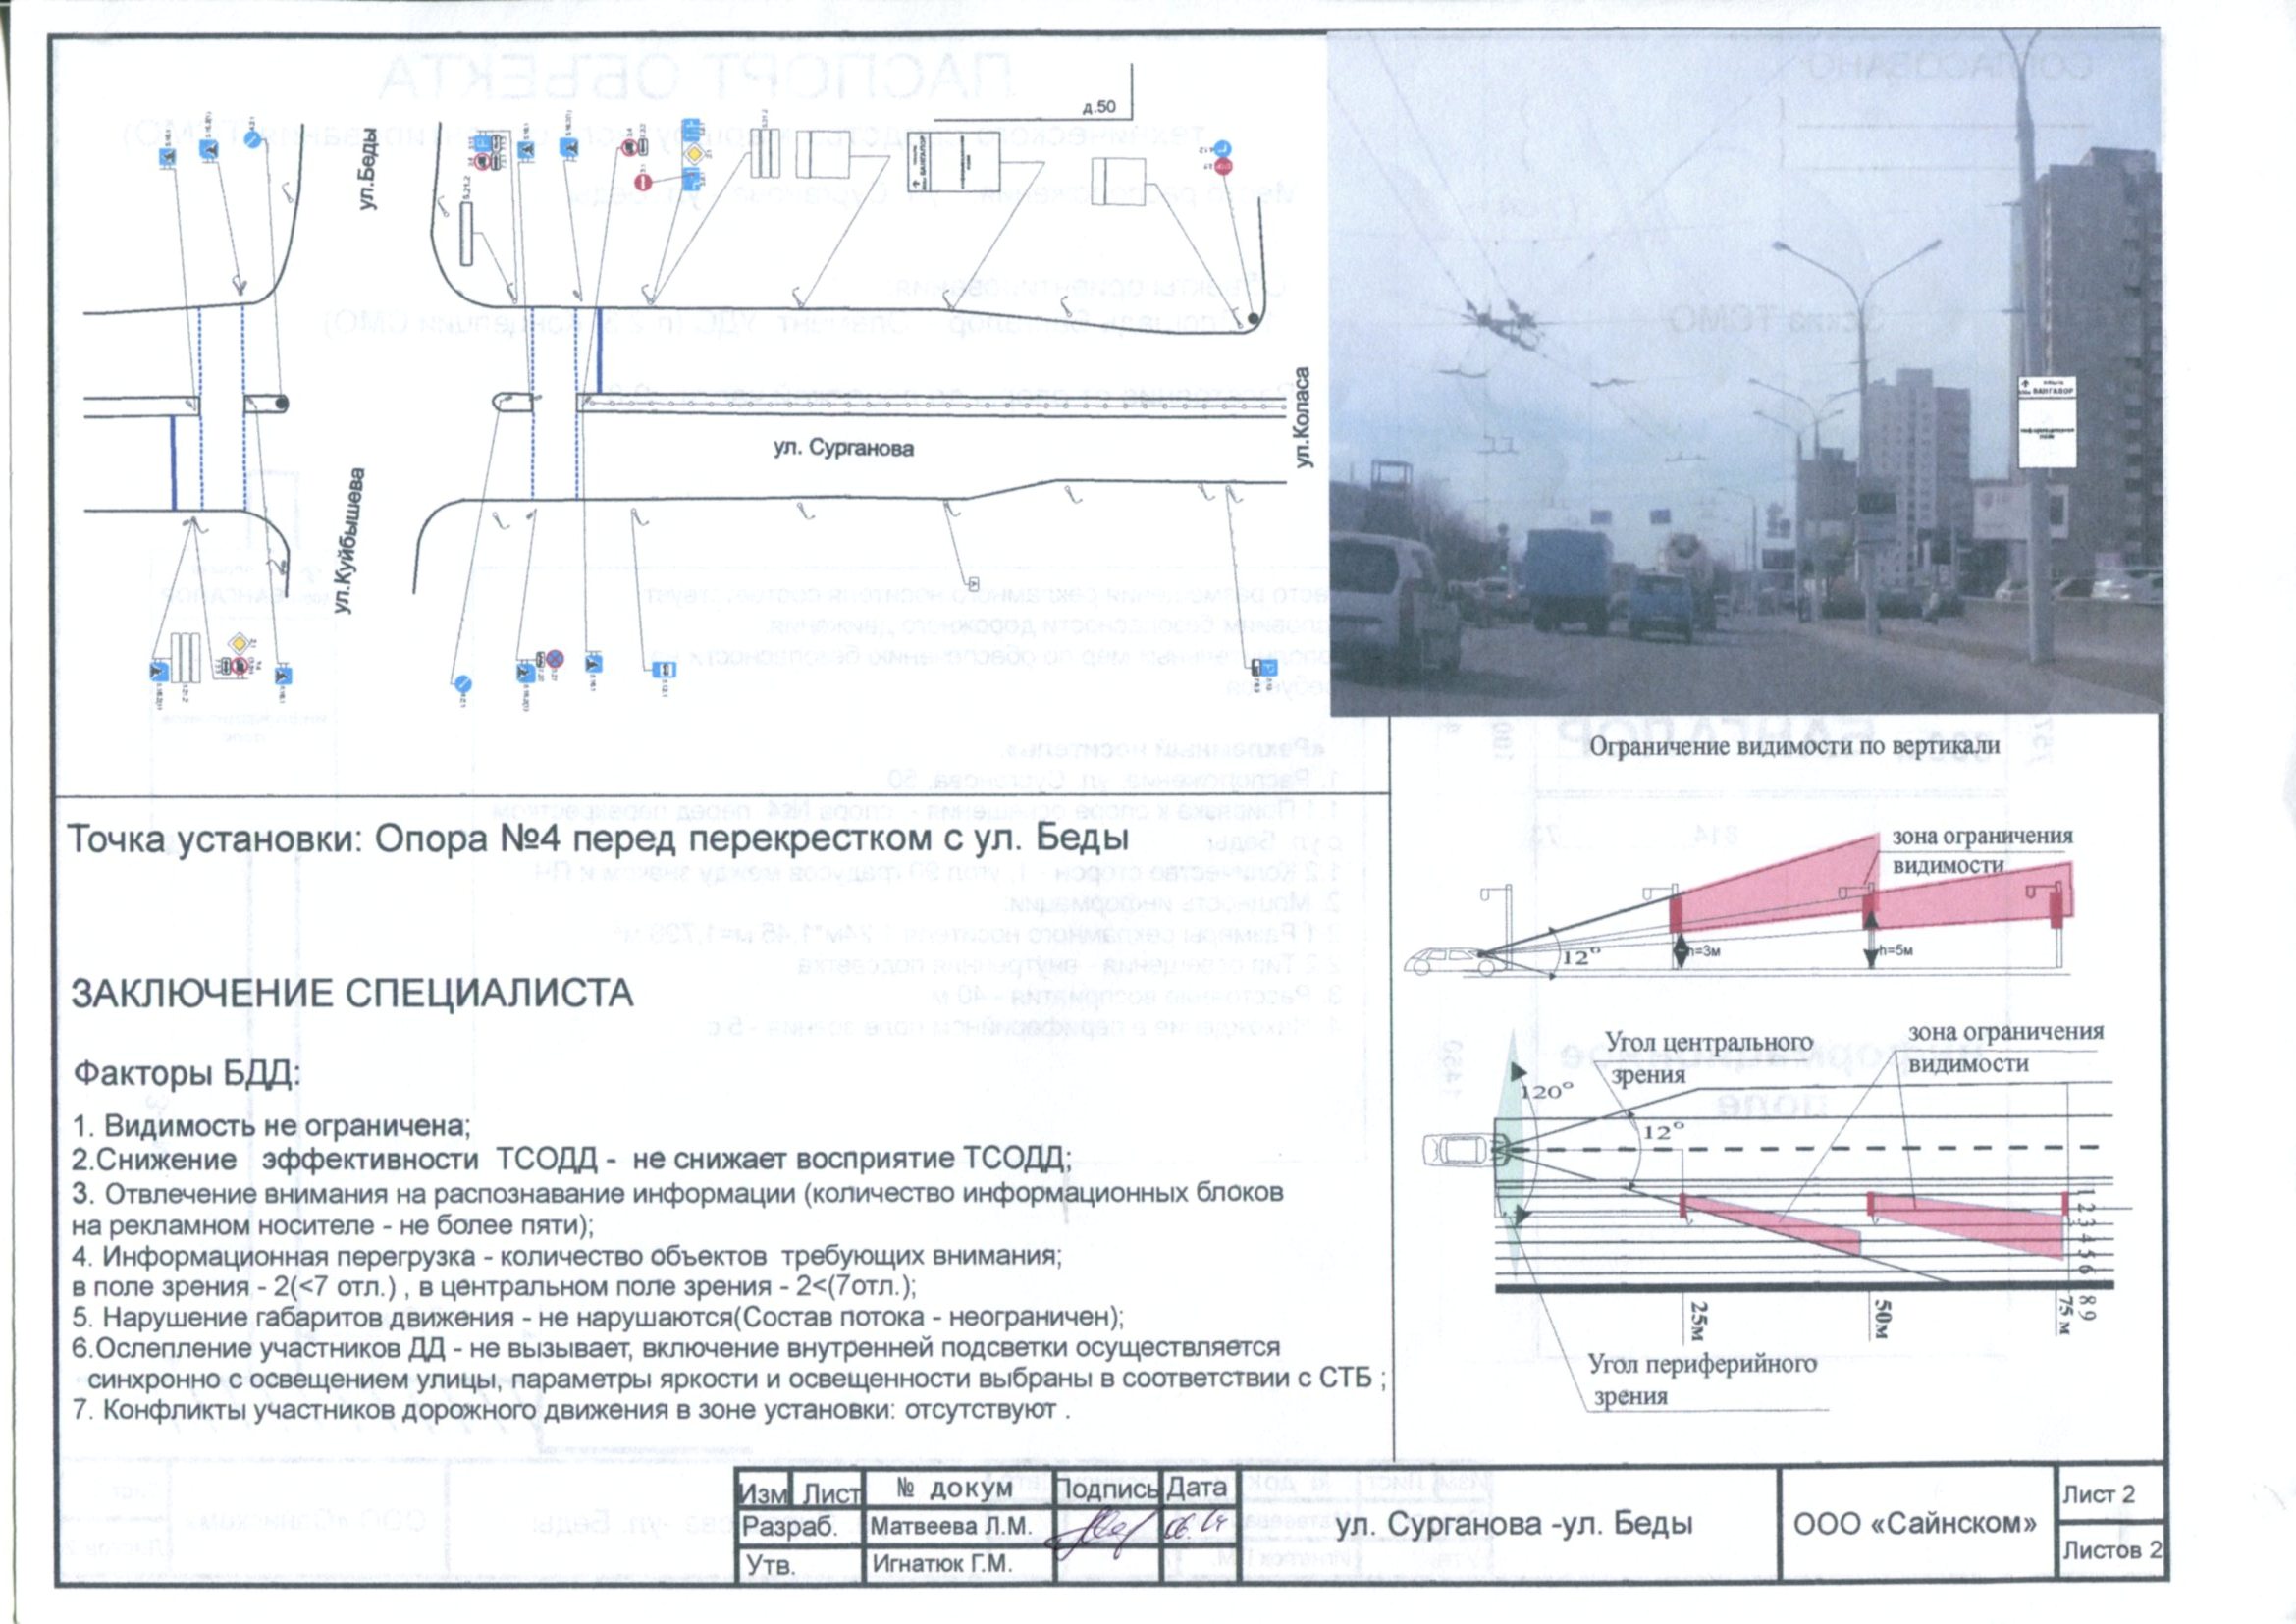 ул.Беды
д.50
5.21.2
ул. Сурганова
ул.Коласа
ул.Куйбышева
БАНГАЛОР
Точка установки: Опора №4 перед перекрестком с ул. Беды
ЗАКЛЮЧЕНИЕ СПЕЦИАЛИСТА
Факторы БДД:
1. Видимость не ограничена;
2.Снижение эффективности ТСОДД - не снижает восприятие ТСОДД;
3. Отвлечение внимания на распознавание информации (количество информационных блоков
на рекламном носителе - не более пяти);
4. Информационная перегрузка - количество объектов требующих внимания;
в поле зрения - 2(<7 отл.) , в центральном поле зрения - 2<(7отл.);
5. Нарушение габаритов движения - не нарушаются(Состав потока - неограничен);
6.Ослепление участников ДД - не вызывает, включение внутренней подсветки осуществляется
синхронно с освещением улицы, параметры яркости и освещенности выбраны в соответствии с СТБ ;
7. Конфликты участников дорожного движения в зоне установки: отсутствуют .
Ограничение видимости по вертикали
зона ограничения
видимости
12°
h=3м
h=5м
Угол центрального
зрения
зона ограничения
видимости
120°
12°
1 2 3 4 5 6 8 9
25м
50м
75 м
Угол периферийного
зрения
Изм Лист № докум Подпись Дата
Разраб. Матвеева Л.М.
Утв. Игнатюк Г.М.
ул. Сурганова -ул. Беды
ООО «Сайнском»
Лист 2
Листов 2